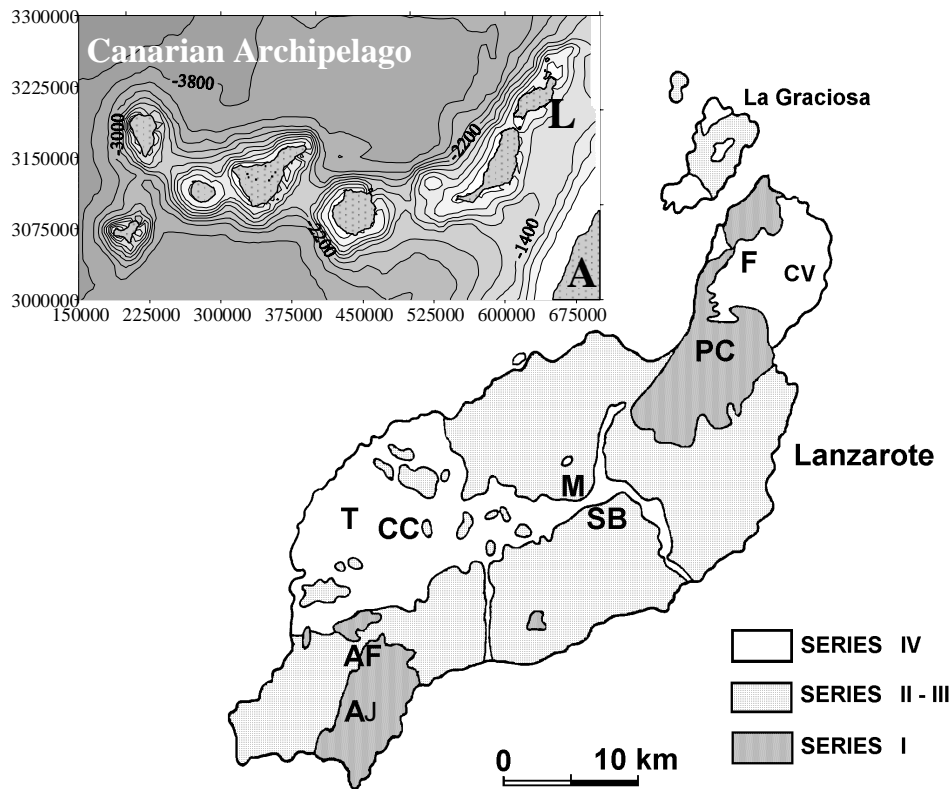 3300000
3225000
3150000
3075000
3000000
150000 225000 300000 375000 450000 525000 600000 675000
Canarian Archipelago
-3800
-3000
-2200
-2200
-1400
L
A
La Graciosa
F
CV
PC
Lanzarote
M
SB
T
CC
AF
AJ
SERIES IV
SERIES II - III
SERIES I
0 10 km